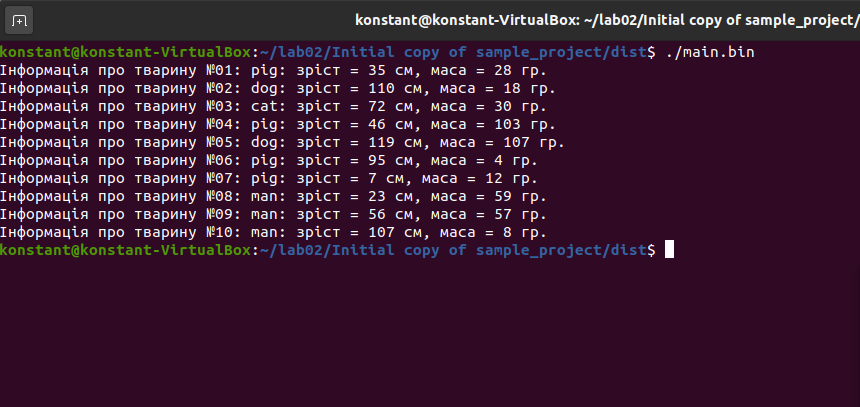 konstant@konstant-VirtualBox: ~/lab02/Initial copy of sample_project/
konstant@konstant-VirtualBox:~/lab02/Initial copy of sample_project/dist$ ./main.bin
Інформація про тварину №01: pig: зріст = 35 см, маса = 28 гр.
Інформація про тварину №02: dog: зріст = 110 см, маса = 18 гр.
Інформація про тварину №03: cat: зріст = 72 см, маса = 30 гр.
Інформація про тварину №04: pig: зріст = 46 см, маса = 103 гр.
Інформація про тварину №05: dog: зріст = 119 см, маса = 107 гр.
Інформація про тварину №06: pig: зріст = 95 см, маса = 4 гр.
Інформація про тварину №07: pig: зріст = 7 см, маса = 12 гр.
Інформація про тварину №08: man: зріст = 23 см, маса = 59 гр.
Інформація про тварину №09: man: зріст = 56 см, маса = 57 гр.
Інформація про тварину №10: man: зріст = 107 см, маса = 8 гр.
konstant@konstant-VirtualBox:~/lab02/Initial copy of sample_project/dist$